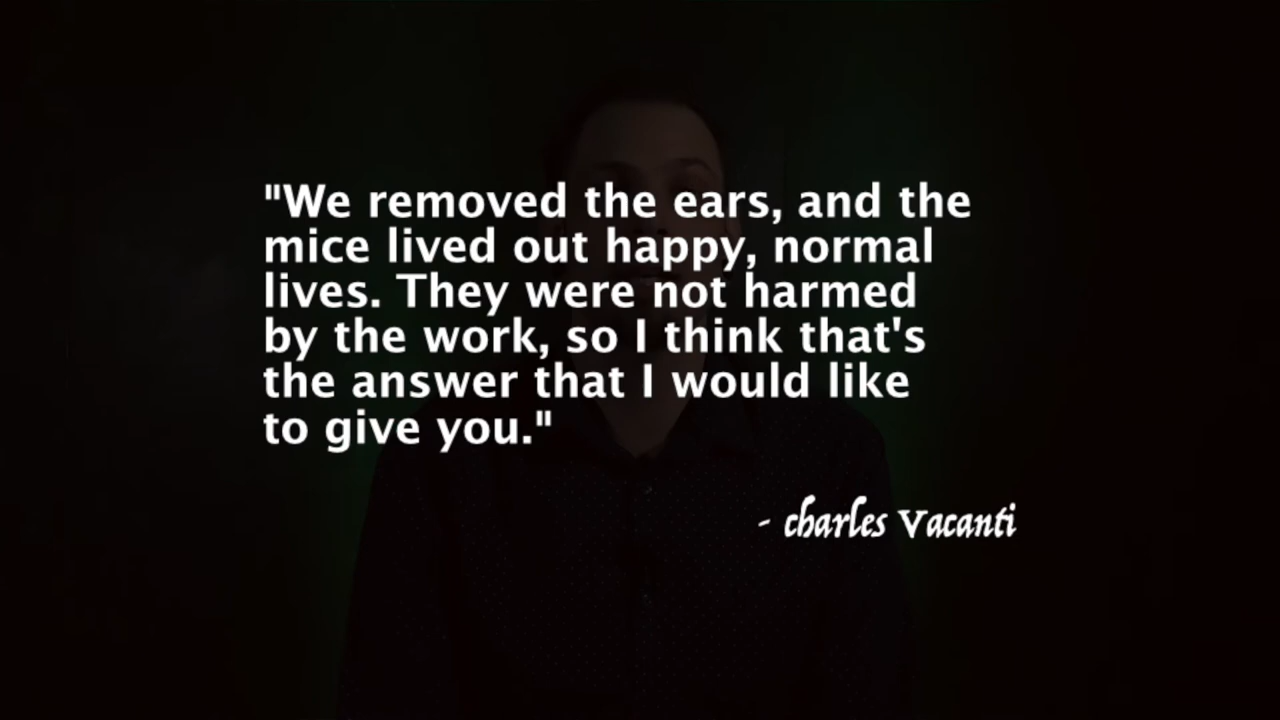 "We removed the ears, and the
mice lived out happy, normal
lives. They were not harmed
by the work, so I think that's
the answer that I would like
to give you."
- charles Vacanti